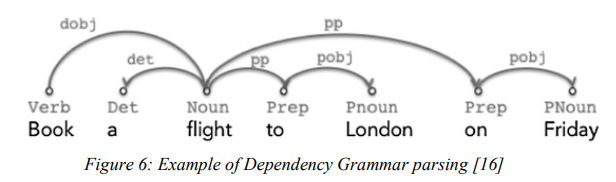 dobj pp
det pp pobj pobj
Verb Det Noun Prep Pnoun Prep PNoun
Book a flight to London on Friday
Figure 6: Example of Dependency Grammar parsing [16]